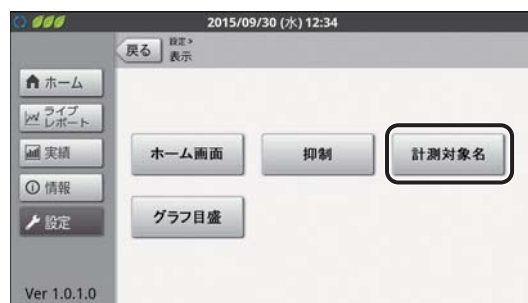 2015/09/30 (水) 12:34
戻る
設定>
表示
ホーム
ライブ
レポート
実績
情報
設定
ホーム画面
抑制
計測対象名
グラフ目盛
Ver 1.0.1.0